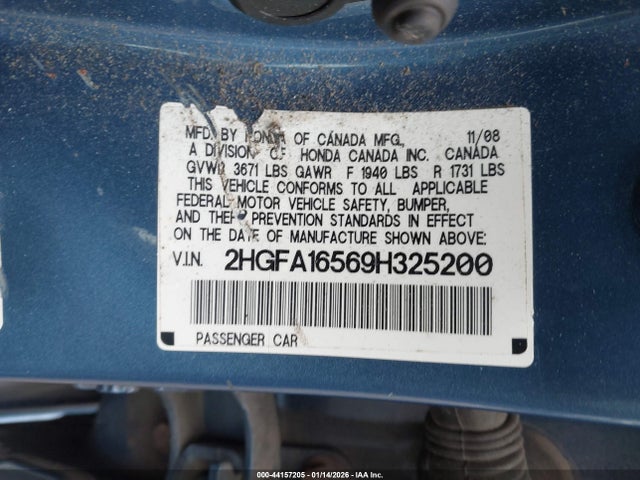 MFD. BY HONDA OF CANADA MFG., 11/08
A DIVISION OF HONDA CANADA INC. CANADA
GVWR 3671 LBS GAWR F 1940 LBS R 1731 LBS
THIS VEHICLE CONFORMS TO ALL APPLICABLE
FEDERAL MOTOR VEHICLE SAFETY, BUMPER,
AND THEFT PREVENTION STANDARDS IN EFFECT
ON THE DATE OF MANUFACTURE SHOWN ABOVE:
V.I.N. 2HGFA16569H325200
PASSENGER CAR
000-44157205 - 01/14/2026 - IAA Inc.